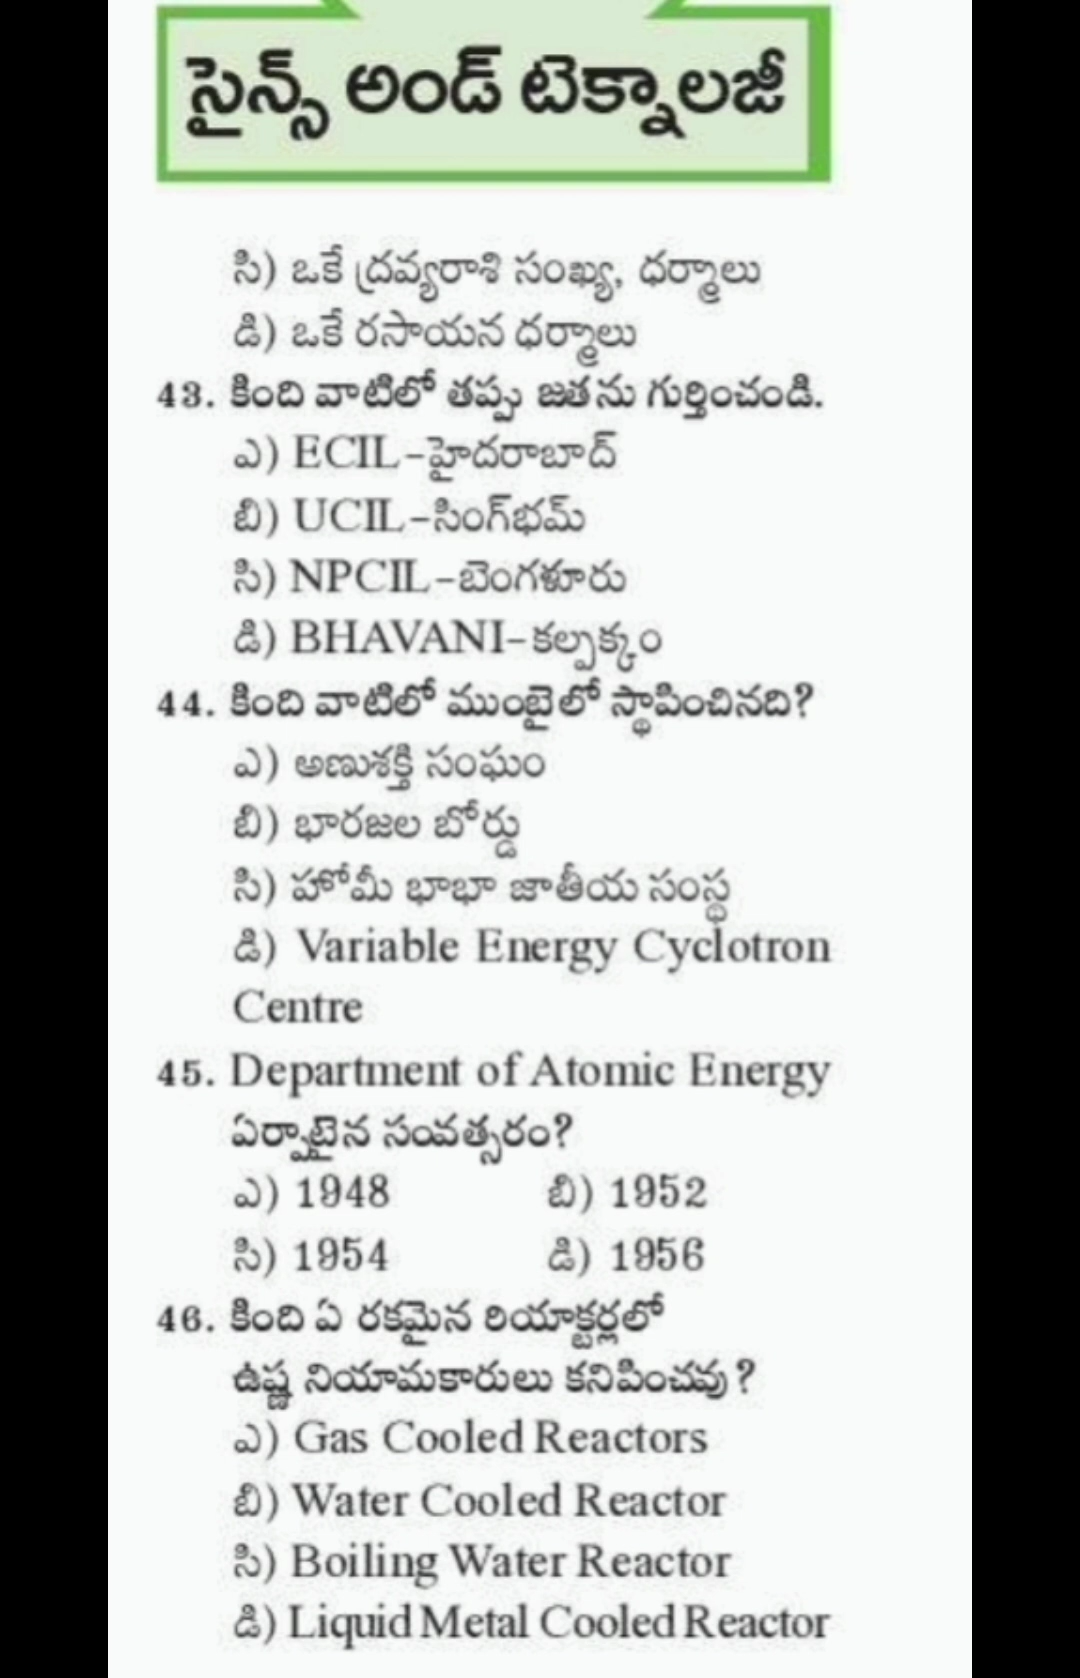 సైన్స్ అండ్ టెక్నాలజీ
సి) ఒకే ద్రవ్యరాశి సంఖ్య, ధర్మాలు
డి) ఒకే రసాయన ధర్మాలు
43. కింది వాటిలో తప్పు జతను గుర్తించండి.
ఎ) ECIL-హైదరాబాద్
బి) UCIL-సింగ్‌భమ్
సి) NPCIL-బెంగళూరు
డి) BHAVANI-కల్పక్కం
44. కింది వాటిలో ముంబైలో స్థాపించినది?
ఎ) అణుశక్తి సంఘం
బి) భారజల బోర్డు
సి) హోమీ భాభా జాతీయ సంస్థ
డి) Variable Energy Cyclotron
Centre
45. Department of Atomic Energy
ఏర్పాటైన సంవత్సరం?
ఎ) 1948 బి) 1952
సి) 1954 డి) 1956
46. కింది ఏ రకమైన రియాక్టర్లలో
ఉష్ణ నియామకారులు కనిపించవు?
ఎ) Gas Cooled Reactors
బి) Water Cooled Reactor
సి) Boiling Water Reactor
డి) Liquid Metal Cooled Reactor